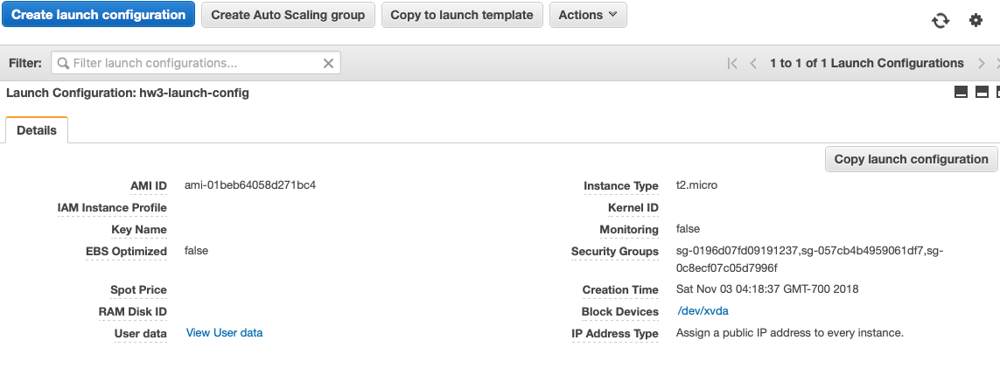 Create launch configuration Create Auto Scaling group Copy to launch template Actions
Filter: Filter launch configurations... 1 to 1 of 1 Launch Configurations
Launch Configuration: hw3-launch-config
Details
Copy launch configuration
AMI ID ami-01beb64058d271bc4 Instance Type t2.micro
IAM Instance Profile Kernel ID
Key Name Monitoring false
EBS Optimized false Security Groups sg-0196d07fd09191237,sg-057cb4b4959061df7,sg-
0c8ecf07c05d7996f
Spot Price Creation Time Sat Nov 03 04:18:37 GMT-700 2018
RAM Disk ID Block Devices /dev/xvda
User data View User data IP Address Type Assign a public IP address to every instance.